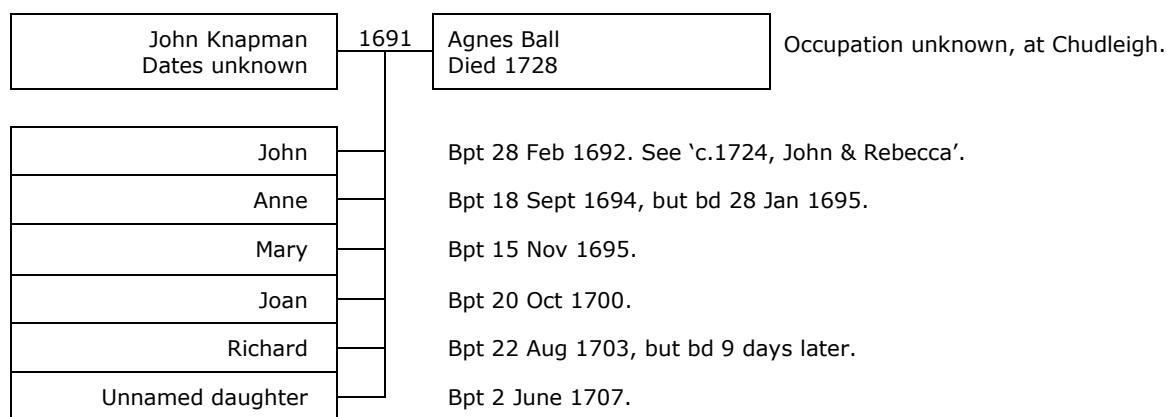 John Knapman
Dates unknown
1691
Agnes Ball
Died 1728
Occupation unknown, at Chudleigh.
John
Bpt 28 Feb 1692. See ‘c.1724, John & Rebecca’.
Anne
Bpt 18 Sept 1694, but bd 28 Jan 1695.
Mary
Bpt 15 Nov 1695.
Joan
Bpt 20 Oct 1700.
Richard
Bpt 22 Aug 1703, but bd 9 days later.
Unnamed daughter
Bpt 2 June 1707.